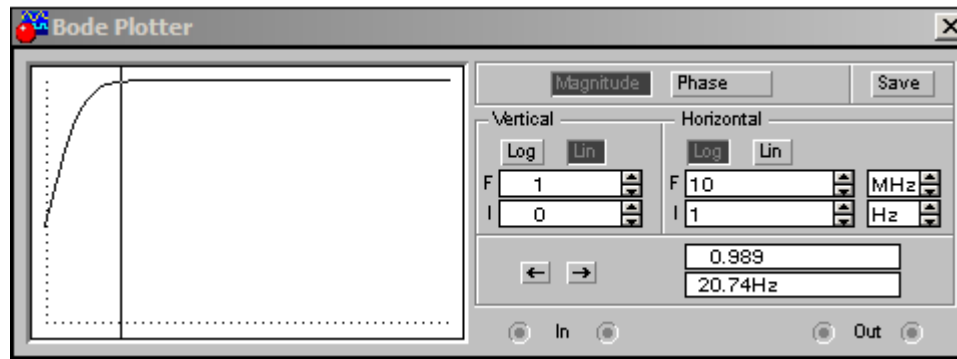 Bode Plotter
Magnitude Phase Save
Vertical Horizontal
Log Lin Log Lin
F 1 F 10 MHz
I 0 I 1 Hz
0.989
20.74Hz
In Out